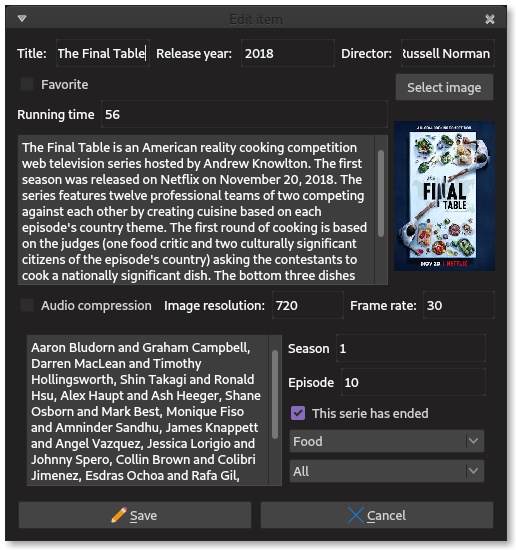 Edit item
Title: The Final Table Release year: 2018 Director: Russell Norman
Favorite
Select image
Running time 56
The Final Table is an American reality cooking competition
web television series hosted by Andrew Knowlton. The first
season was released on Netflix on November 20, 2018. The
series features twelve professional teams of two competing
against each other by creating cuisine based on each
episode's country theme. The first round of cooking is based
on the judges (one food critic and two culturally significant
citizens of the episode's country) asking the contestants to
cook a nationally significant dish. The bottom three dishes
THE
FINAL
TABLE
NOV 20 | NETFLIX
Audio compression Image resolution: 720 Frame rate: 30
Aaron Bludorn and Graham Campbell,
Darren MacLean and Timothy
Hollingsworth, Shin Takagi and Ronald
Hsu, Alex Haupt and Ash Heeger, Shane
Osborn and Mark Best, Monique Fiso
and Amninder Sandhu, James Knappett
and Angel Vazquez, Jessica Lorigio and
Johnny Spero, Collin Brown and Colibri
Jimenez, Esdras Ochoa and Rafa Gil,
Season 1
Episode 10
This serie has ended
Food
All
Save
Cancel